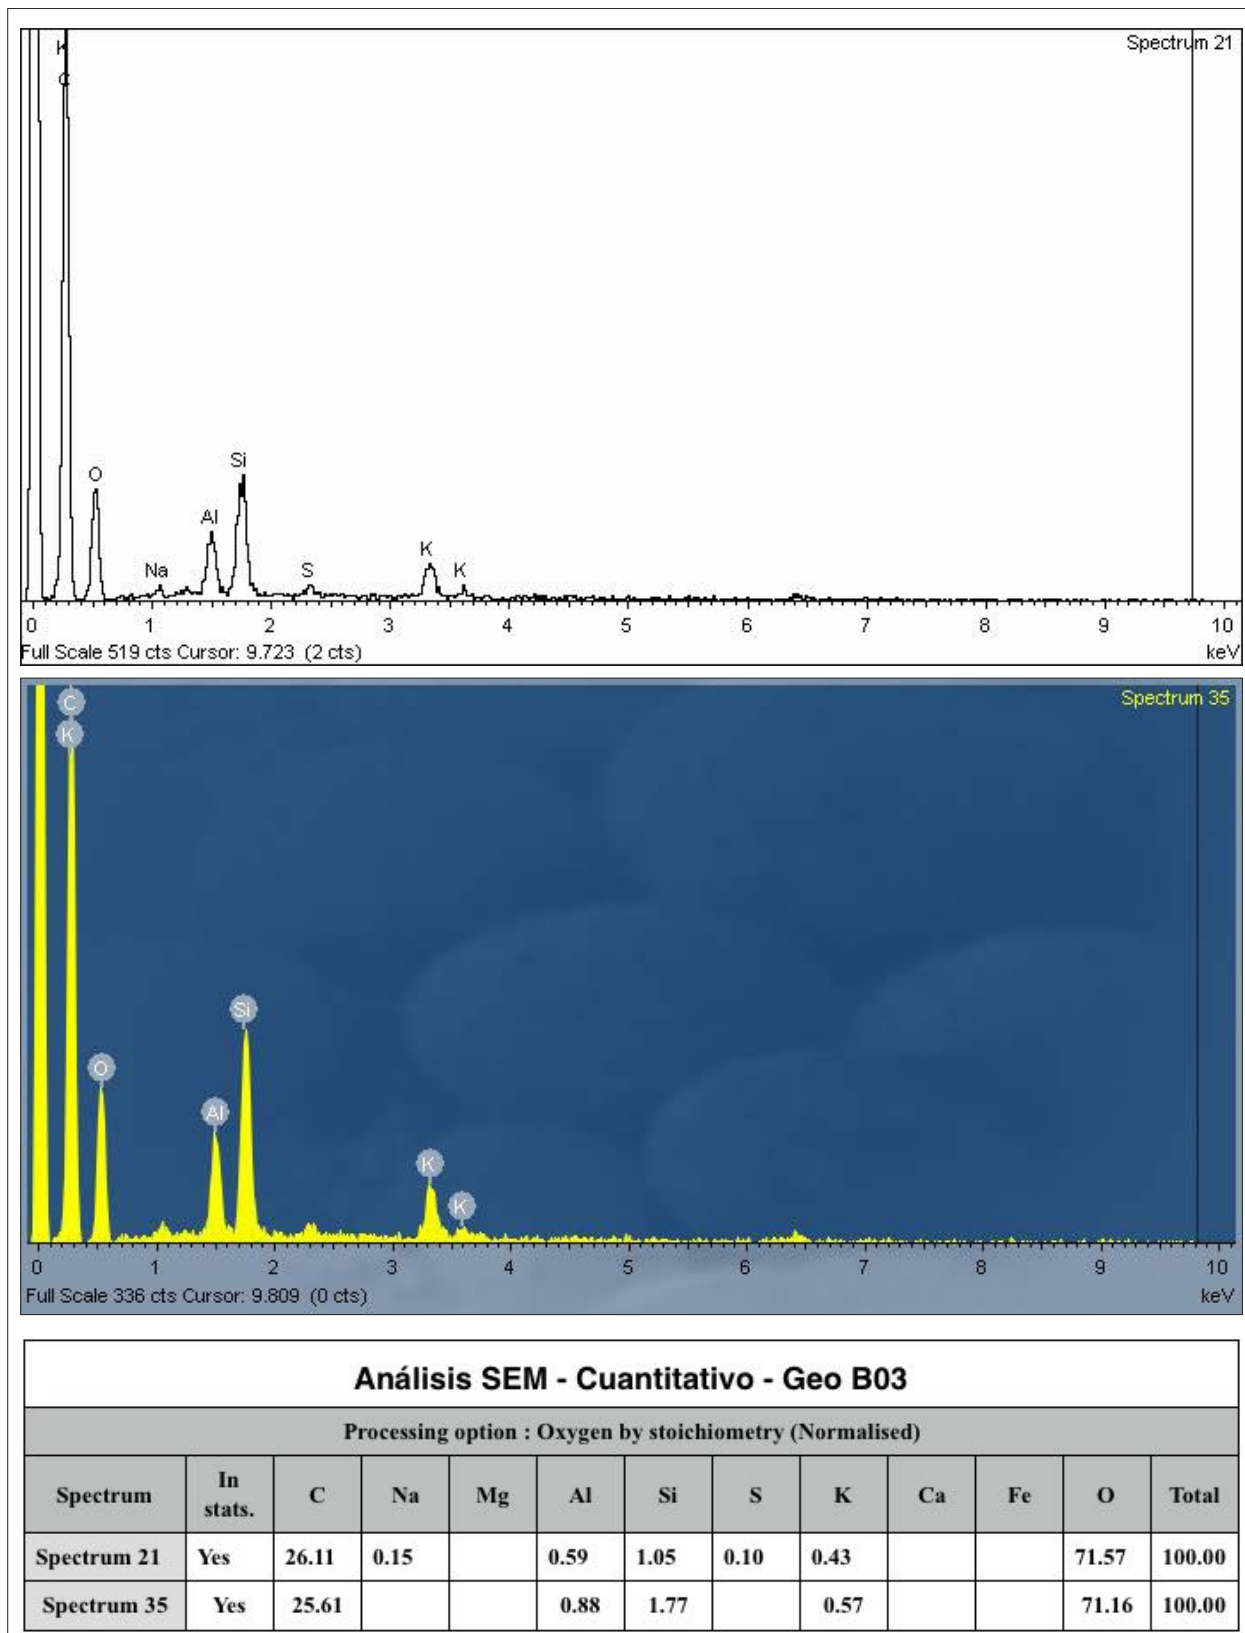 Spectrum 21
K
C
O
Na
Al
Si
S
K
K
0 1 2 3 4 5 6 7 8 9 10
Full Scale 519 cts Cursor: 9.723 (2 cts) keV
Spectrum 35
C
K
O
Al
Si
K
K
0 1 2 3 4 5 6 7 8 9 10
Full Scale 336 cts Cursor: 9.809 (0 cts) keV
Análisis SEM - Cuantitativo - Geo B03
Processing option : Oxygen by stoichiometry (Normalised)
Spectrum In stats. C Na Mg Al Si S K Ca Fe O Total
Spectrum 21 Yes 26.11 0.15 0.59 1.05 0.10 0.43 71.57 100.00
Spectrum 35 Yes 25.61 0.88 1.77 0.57 71.16 100.00